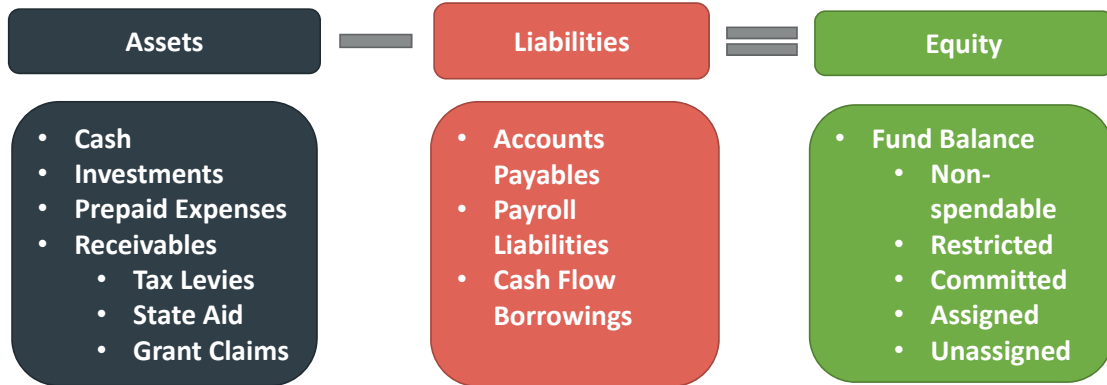 Assets
Liabilities
Equity
• Cash
• Investments
• Prepaid Expenses
• Receivables
• Tax Levies
• State Aid
• Grant Claims
• Accounts
Payables
• Payroll
Liabilities
• Cash Flow
Borrowings
• Fund Balance
• Non-
spendable
• Restricted
• Committed
• Assigned
• Unassigned